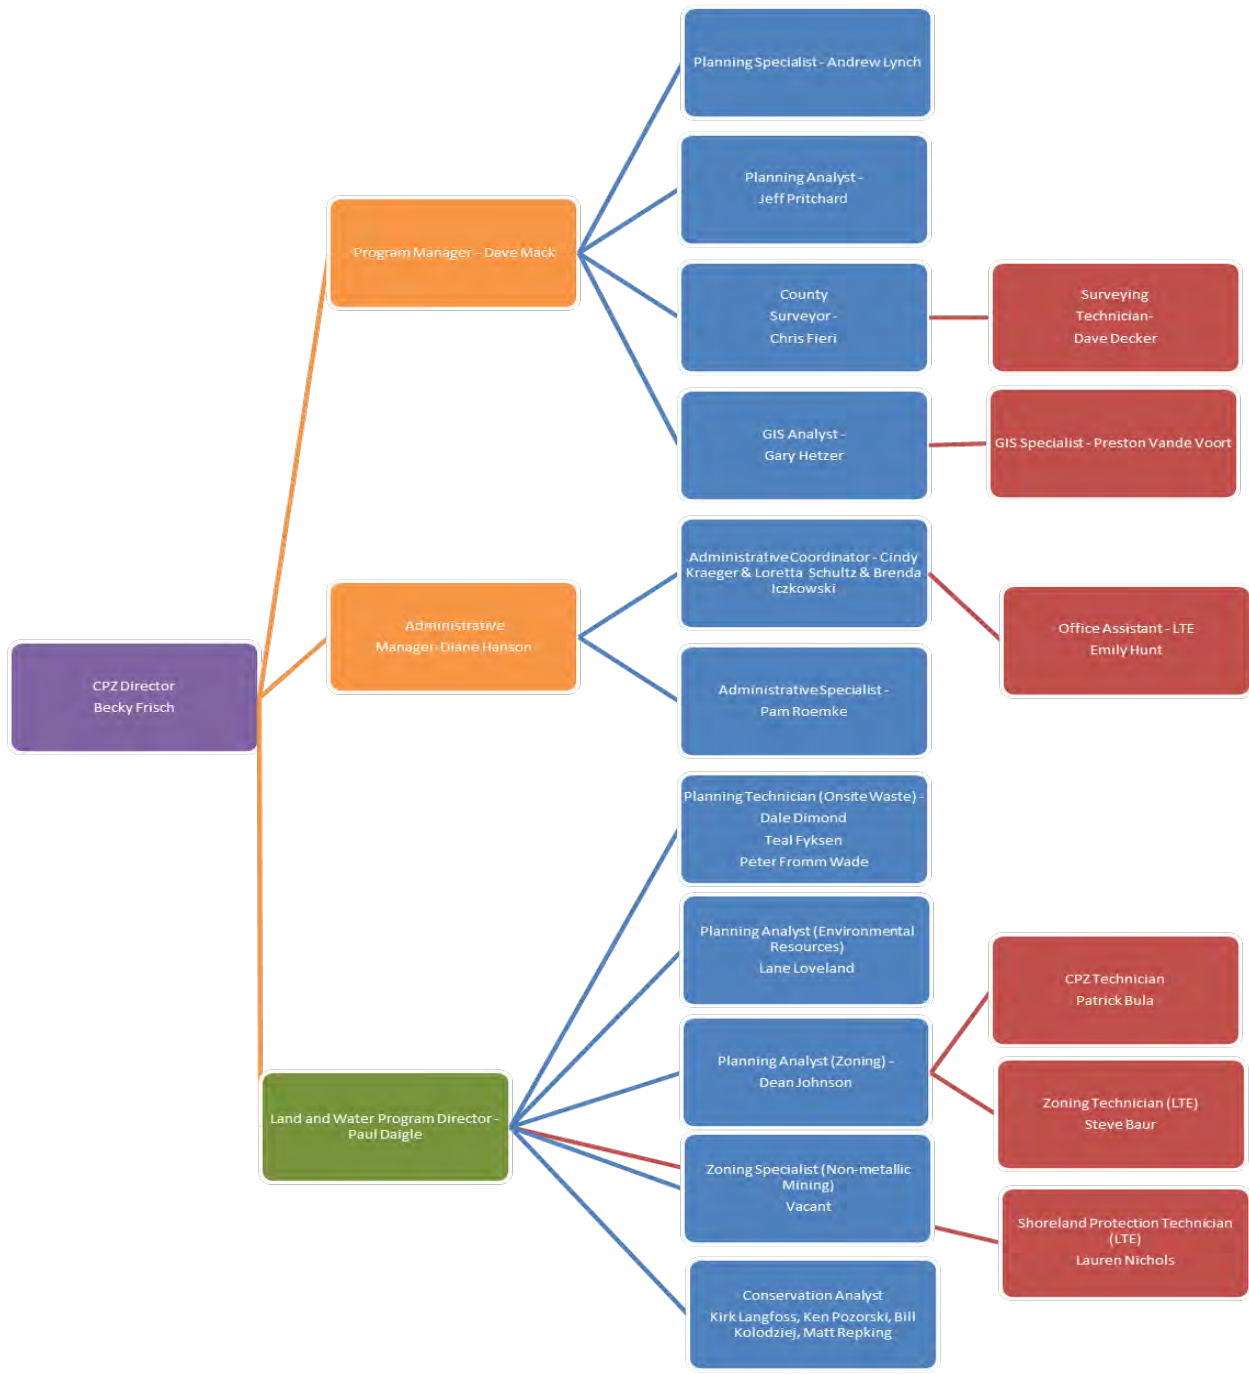 Planning Specialist - Andrew Lynch
Planning Analyst -
Jeff Pritchard
Program Manager - Dave Mack
County
Surveyor -
Chris Fieri
Surveying
Technician-
Dave Decker
GIS Analyst -
Gary Hetzer
GIS Specialist - Preston Vande Voort
Administrative Coordinator - Cindy
Kraeger & Loretta Schultz & Brenda
Iczkowski
Office Assistant - LTE
Emily Hunt
Administrative
Manager-Diane Hanson
CPZ Director
Becky Frisch
Administrative Specialist -
Pam Roemke
Planning Technician (Onsite Waste) -
Dale Dimond
Teal Fyksen
Peter Fromm Wade
Planning Analyst (Environmental
Resources)
Lane Loveland
CPZ Technician
Patrick Bula
Planning Analyst (Zoning) -
Dean Johnson
Zoning Technician (LTE)
Steve Baur
Land and Water Program Director -
Paul Daigle
Zoning Specialist (Non-metallic
Mining)
Vacant
Shoreland Protection Technician
(LTE)
Lauren Nichols
Conservation Analyst
Kirk Langfoss, Ken Pozorski, Bill
Kolodziej, Matt Repking